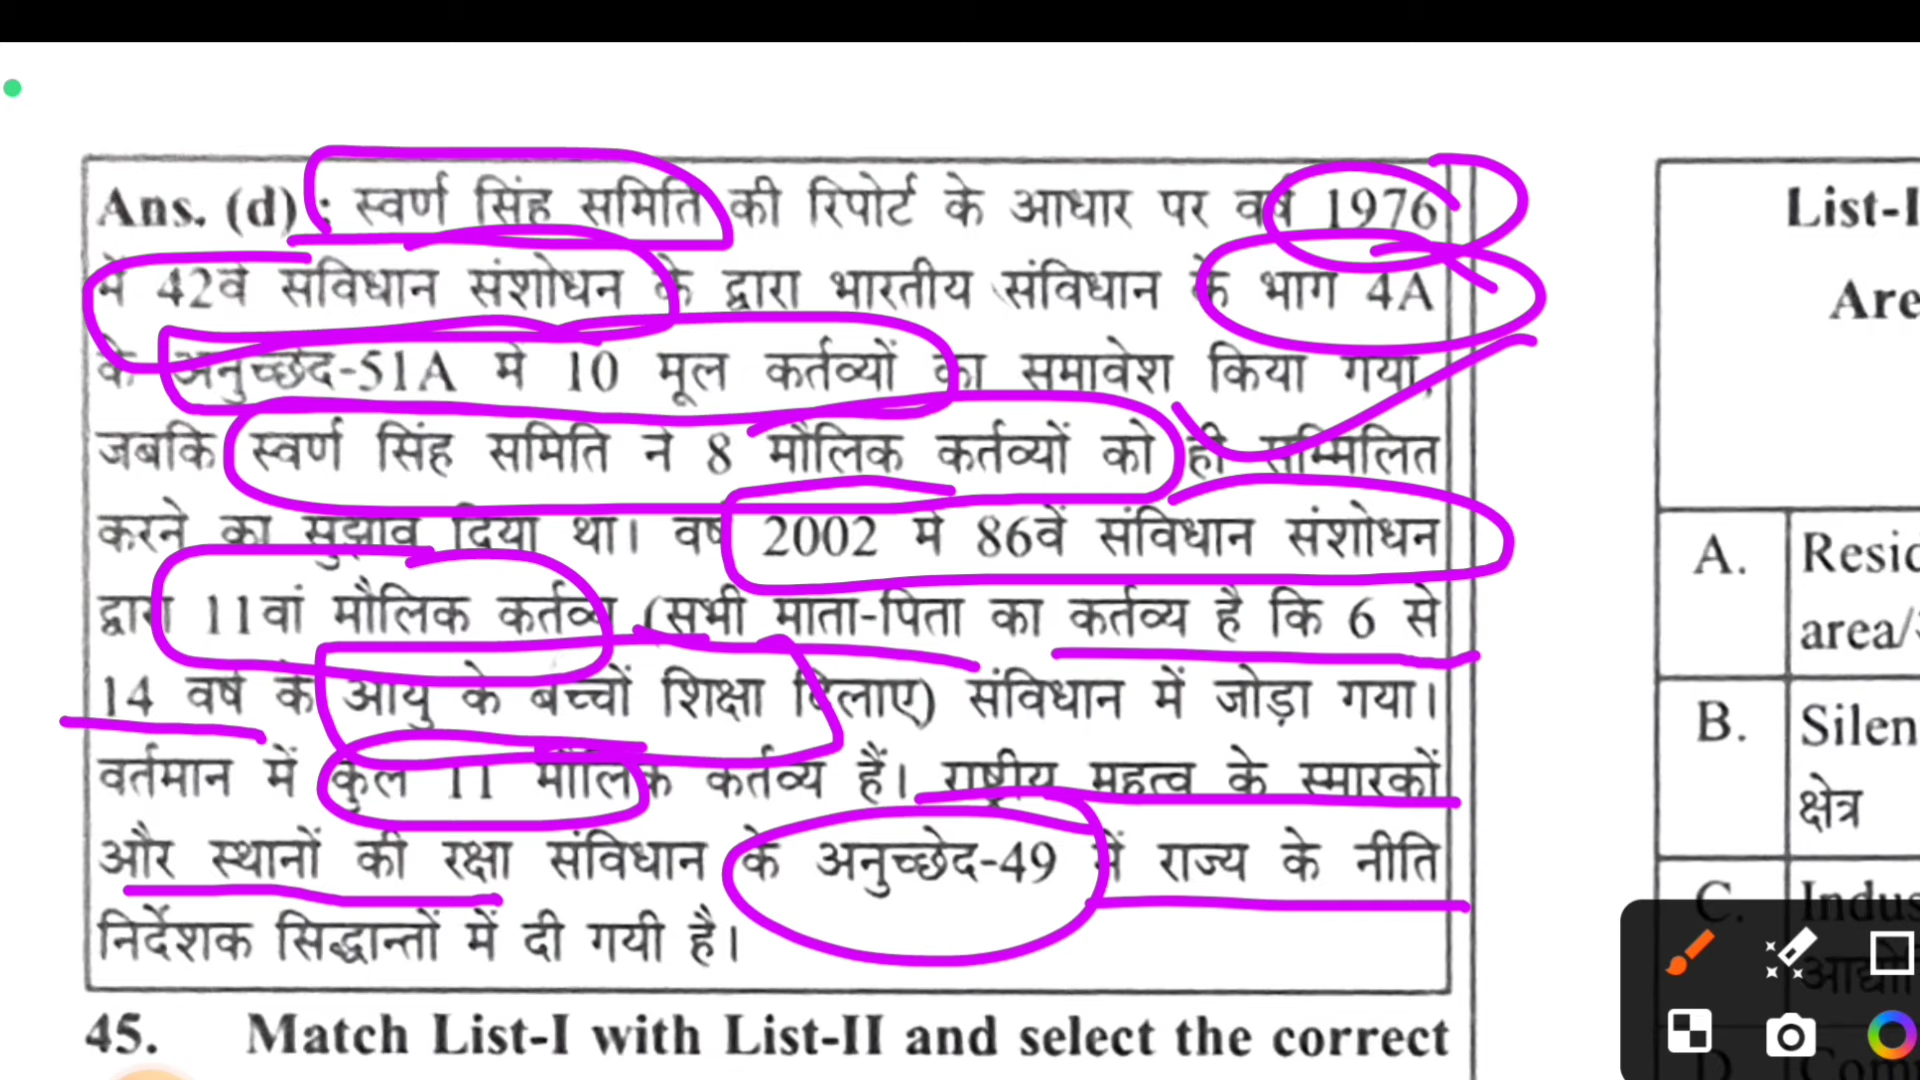 Ans. (d) : स्वर्ण सिंह समिति की रिपोर्ट के आधार पर वर्ष 1976
में 42वें संविधान संशोधन के द्वारा भारतीय संविधान के भाग 4A
के अनुच्छेद-51A में 10 मूल कर्तव्यों का समावेश किया गया,
जबकि स्वर्ण सिंह समिति ने 8 मौलिक कर्तव्यों को ही सम्मिलित
करने का सुझाव दिया था। वर्ष 2002 में 86वें संविधान संशोधन
द्वारा 11वां मौलिक कर्तव्य (सभी माता-पिता का कर्तव्य है कि 6 से
14 वर्ष के आयु के बच्चों शिक्षा दिलाए) संविधान में जोड़ा गया।
वर्तमान में कुल 11 मौलिक कर्तव्य हैं। राष्ट्रीय महत्व के स्मारकों
और स्थानों की रक्षा संविधान के अनुच्छेद-49 में राज्य के नीति
निर्देशक सिद्धान्तों में दी गयी है।
45. Match List-I with List-II and select the correct
List-I
Are
A. Resid
area/
B. Silen
क्षेत्र
C. Indus
D. Com